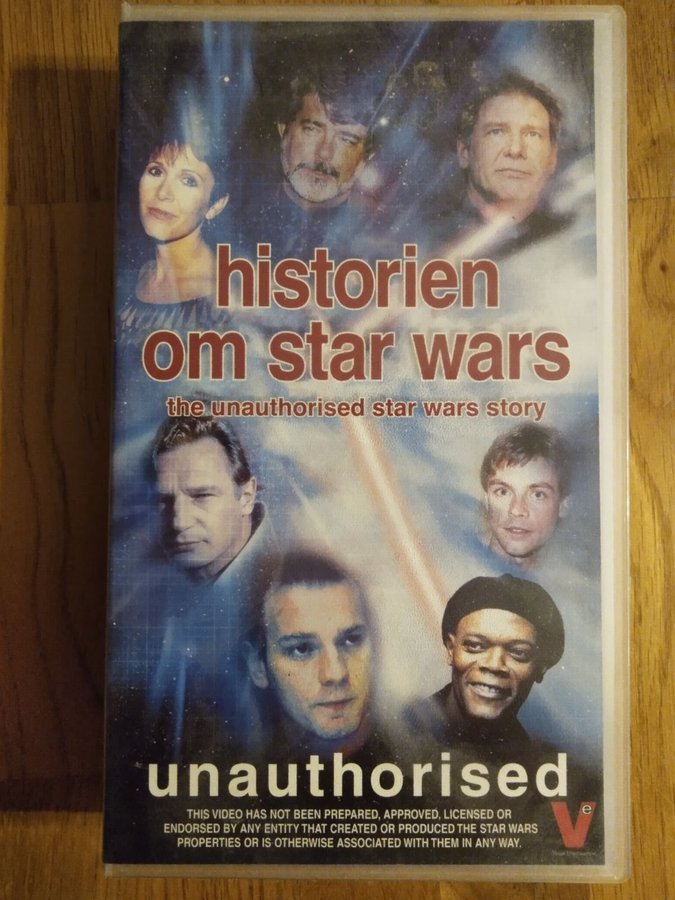 historien
om star wars
the unauthorised star wars story
unauthorised
THIS VIDEO HAS NOT BEEN PREPARED, APPROVED, LICENSED OR
ENDORSED BY ANY ENTITY THAT CREATED OR PRODUCED THE STAR WARS
PROPERTIES OR IS OTHERWISE ASSOCIATED WITH THEM IN ANY WAY.
Ve